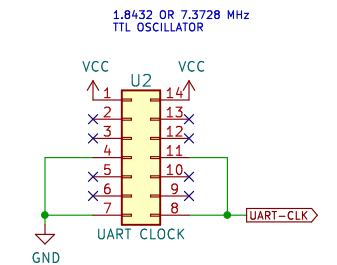 1.8432 OR 7.3728 MHz
TTL OSCILLATOR
VCC VCC
U2
1 14
2 13
3 12
4 11
5 10
6 9
7 8
UART-CLK
UART CLOCK
GND